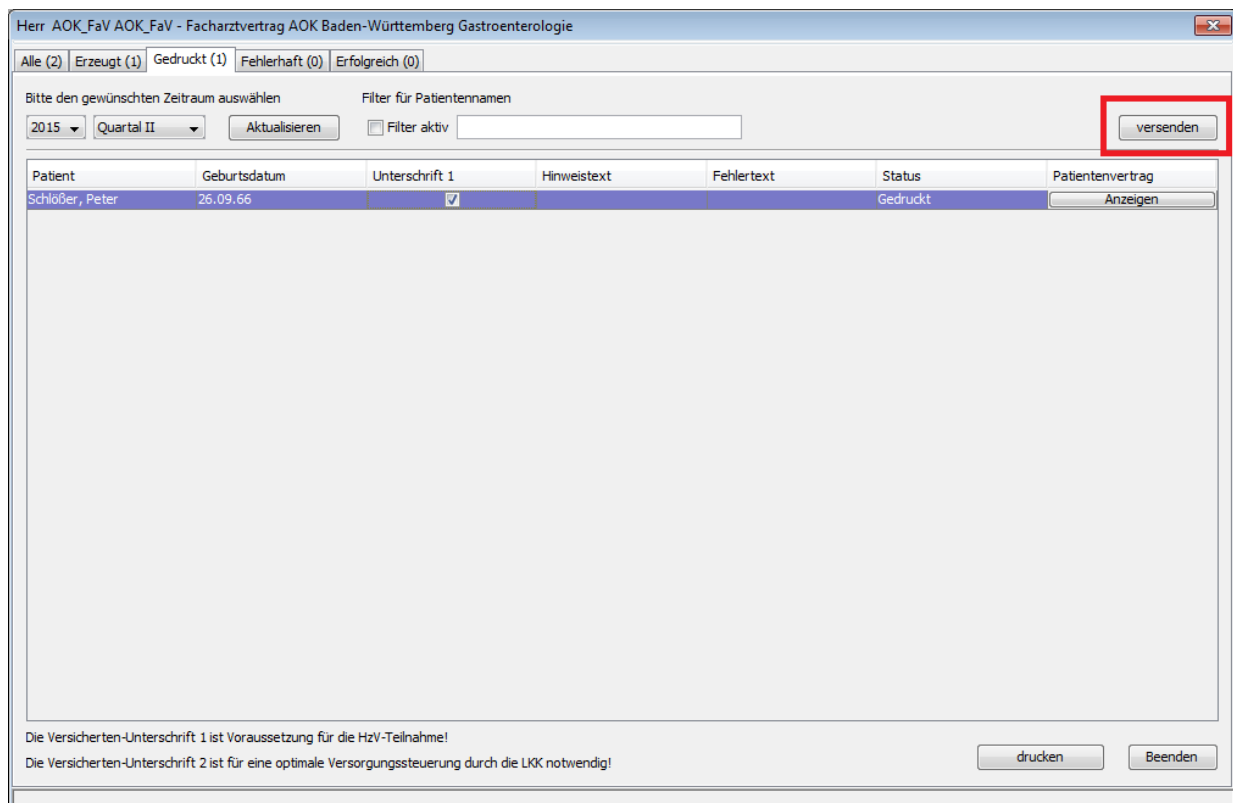 Herr AOK_FaV AOK_FaV - Facharztvertrag AOK Baden-Württemberg Gastroenterologie
Alle (2) Erzeugt (1) Gedruckt (1) Fehlerhaft (0) Erfolgreich (0)
Bitte den gewünschten Zeitraum auswählen Filter für Patientennamen
2015 Quartal II Aktualisieren Filter aktiv versenden
Patient Geburtsdatum Unterschrift 1 Hinweistext Fehlertext Status Patientenvertrag
Schlößer, Peter 26.09.66 Gedruckt Anzeigen
Die Versicherten-Unterschrift 1 ist Voraussetzung für die HzV-Teilnahme!
Die Versicherten-Unterschrift 2 ist für eine optimale Versorgungssteuerung durch die LKK notwendig!
drucken Beenden